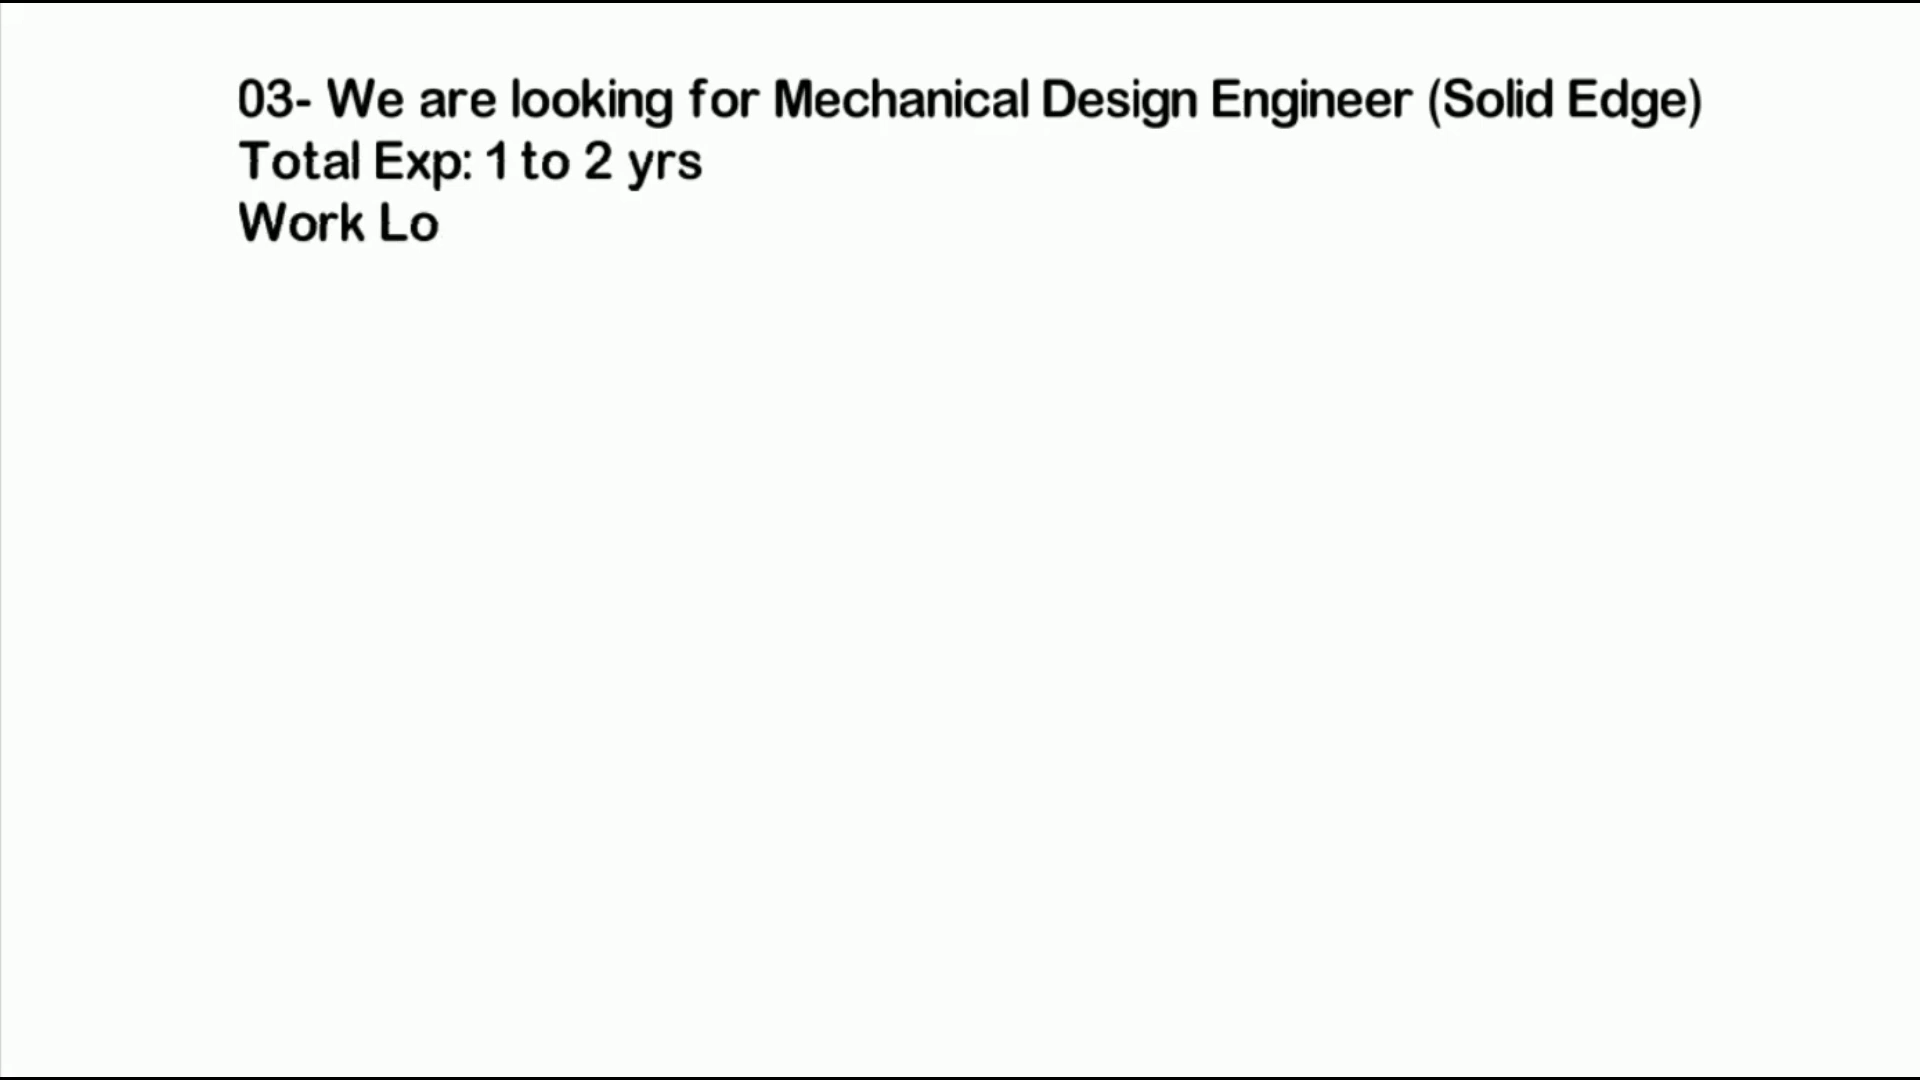 03- We are looking for Mechanical Design Engineer (Solid Edge)
Total Exp: 1 to 2 yrs
Work Lo